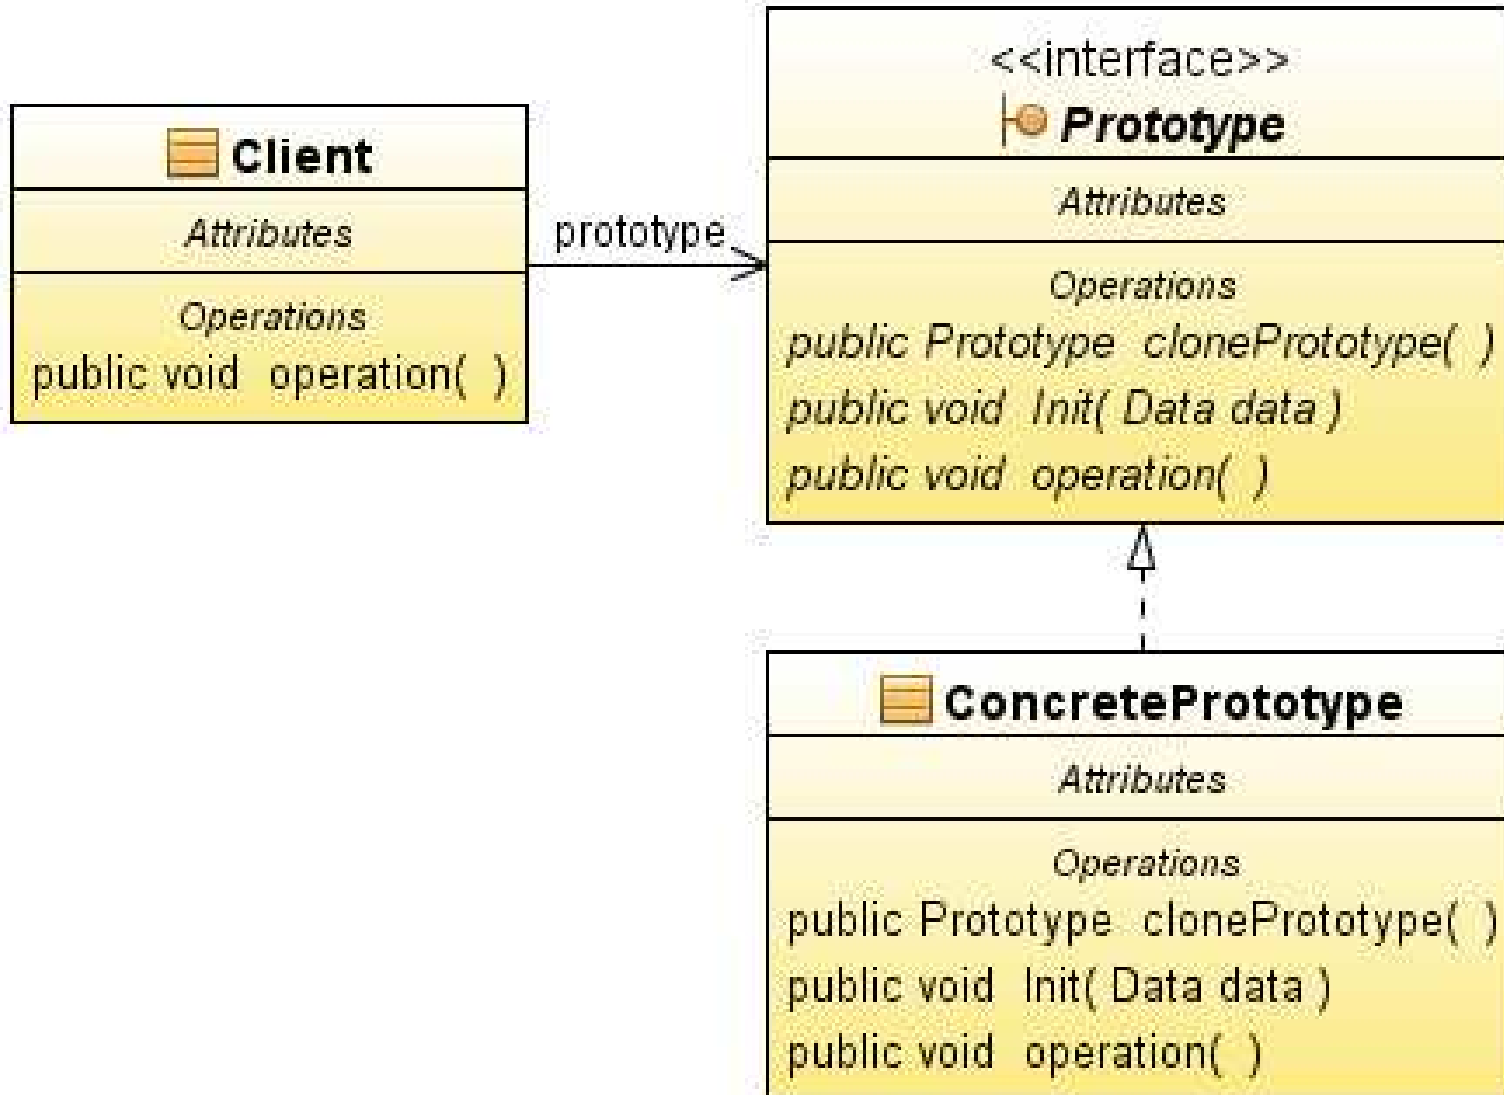 Client
Attributes
Operations
public void operation( )
prototype
<<interface>>
Prototype
Attributes
Operations
public Prototype clonePrototype( )
public void Init( Data data )
public void operation( )
ConcretePrototype
Attributes
Operations
public Prototype clonePrototype( )
public void Init( Data data )
public void operation( )